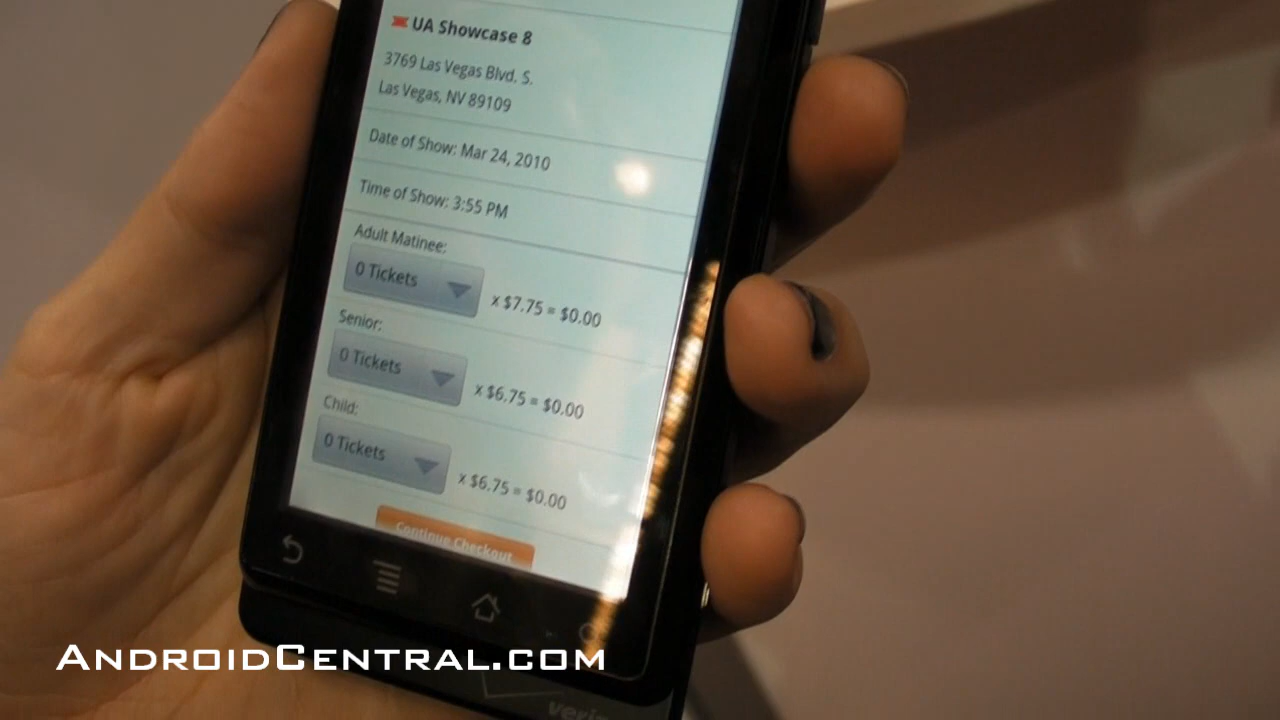 UA Showcase 8
3769 Las Vegas Blvd. S.
Las Vegas, NV 89109
Date of Show: Mar 24, 2010
Time of Show: 3:55 PM
Adult Matinee:
0 Tickets x $7.75 = $0.00
Senior:
0 Tickets x $6.75 = $0.00
Child:
0 Tickets x $6.75 = $0.00
Continue Checkout
ANDROIDCENTRAL.COM